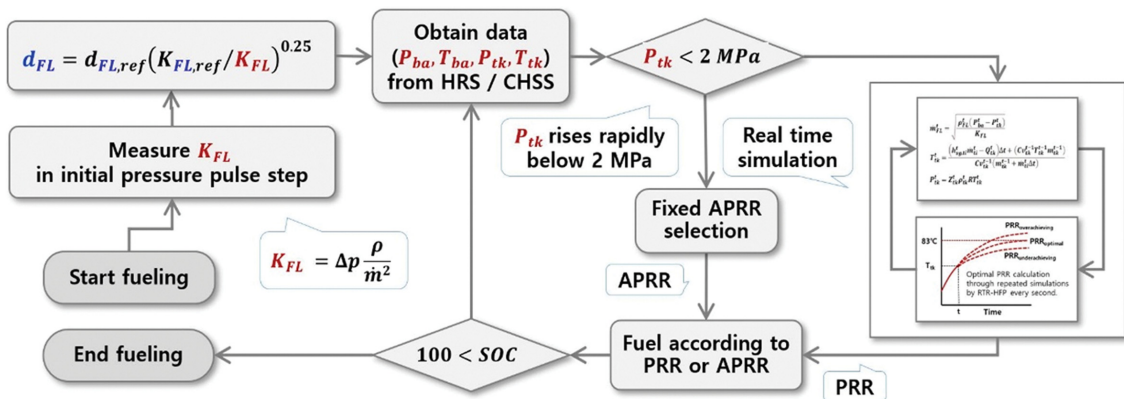 d_FL = d_FL,ref(K_FL,ref/K_FL)^0.25
Obtain data
(P_ba, T_ba, P_tk, T_tk)
from HRS / CHSS
P_tk < 2 MPa
Measure K_FL
in initial pressure pulse step
P_tk rises rapidly
below 2 MPa
Real time
simulation
Start fueling
K_FL = Δp ρ/ṁ²
Fixed APRR
selection
APRR
PRR_overachieving
83℃
PRR_optimal
PRR_underachieving
T_tk
Optimal PRR calculation
through repeated simulations
by RTR-HFP every second.
t
Time
End fueling
100 < SOC
Fuel according to
PRR or APRR
PRR